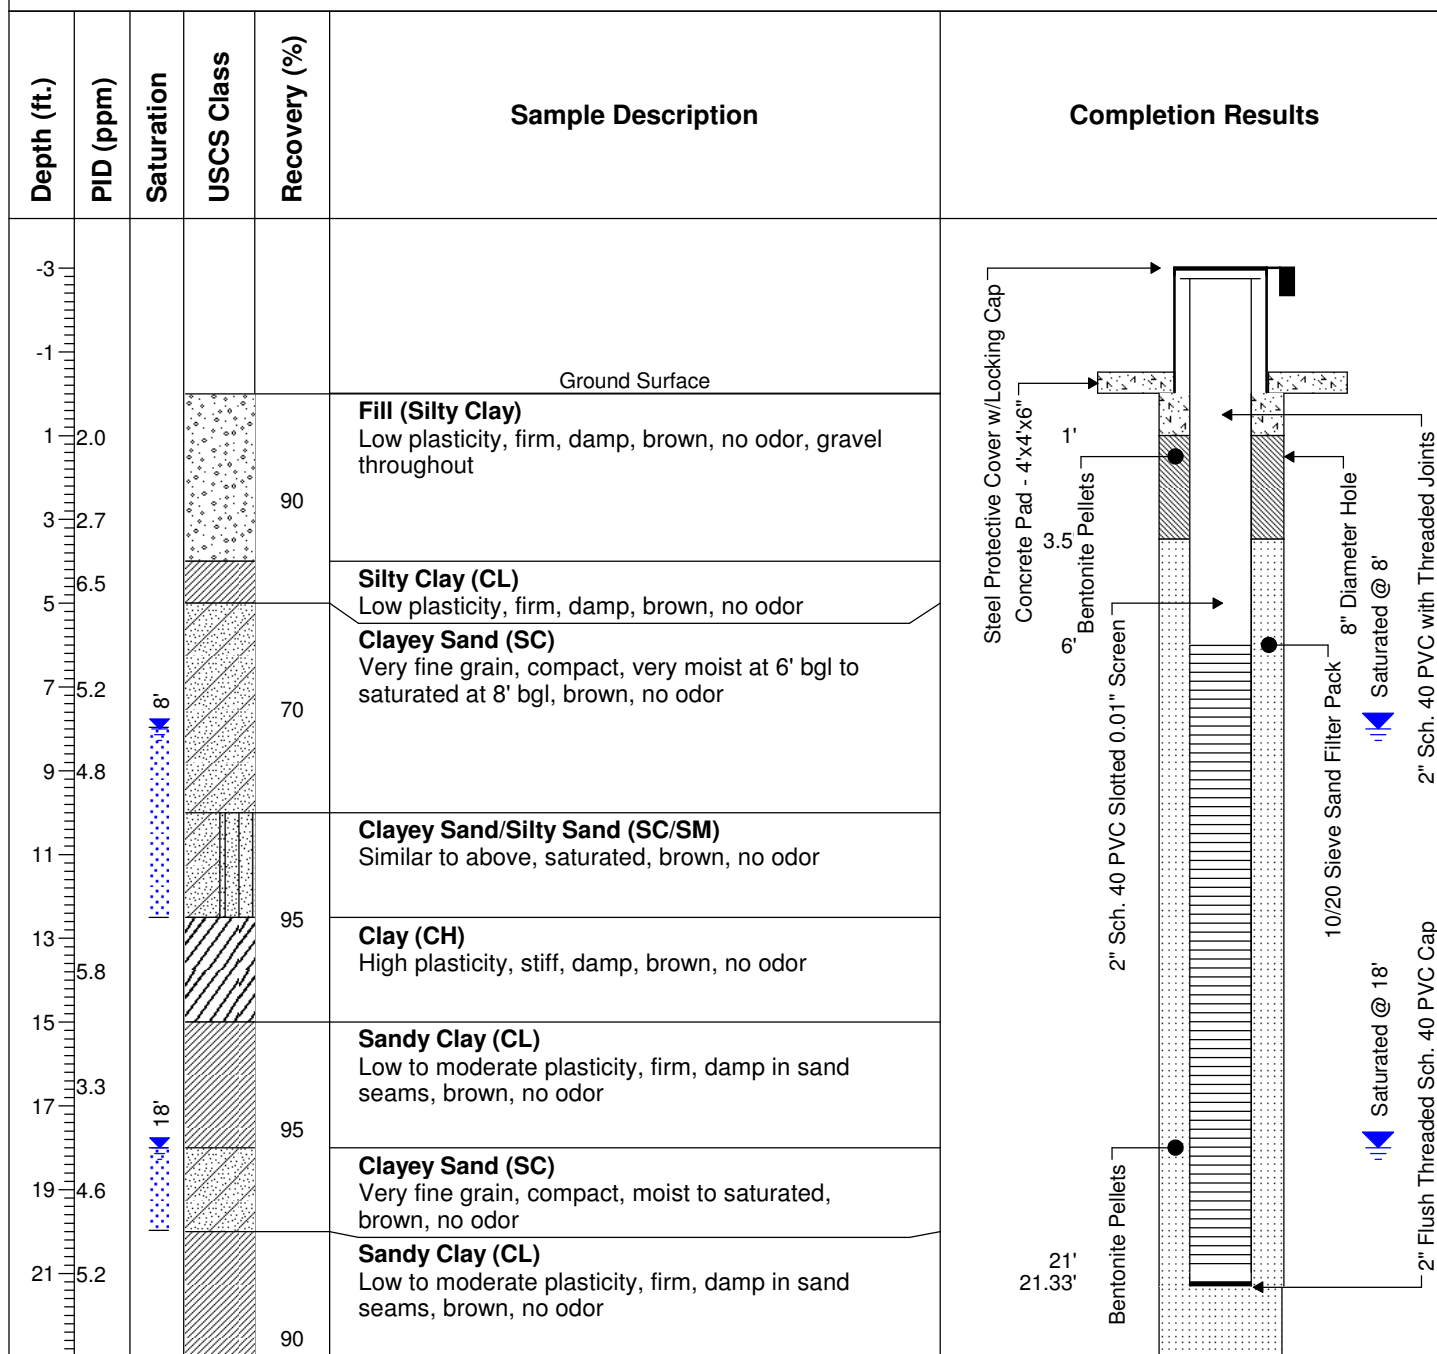 Depth (ft.)
PID (ppm)
Saturation
USCS Class
Recovery (%)
Sample Description
Completion Results
-3
-1
Ground Surface
Fill (Silty Clay)
Low plasticity, firm, damp, brown, no odor, gravel
throughout
1
2.0
90
3
2.7
6.5
Silty Clay (CL)
Low plasticity, firm, damp, brown, no odor
5
Clayey Sand (SC)
Very fine grain, compact, very moist at 6' bgl to
saturated at 8' bgl, brown, no odor
7
5.2
8'
70
9
4.8
Clayey Sand/Silty Sand (SC/SM)
Similar to above, saturated, brown, no odor
11
95
13
Clay (CH)
High plasticity, stiff, damp, brown, no odor
5.8
15
Sandy Clay (CL)
Low to moderate plasticity, firm, damp in sand
seams, brown, no odor
3.3
17
18'
95
Clayey Sand (SC)
Very fine grain, compact, moist to saturated,
brown, no odor
19
4.6
Sandy Clay (CL)
Low to moderate plasticity, firm, damp in sand
seams, brown, no odor
21
5.2
90
Steel Protective Cover w/Locking Cap
Concrete Pad - 4'x4'x6"
1'
Bentonite Pellets
3.5'
6'
2" Sch. 40 PVC Slotted 0.01" Screen
Bentonite Pellets
21'
21.33'
10/20 Sieve Sand Filter Pack
8" Diameter Hole
Saturated @ 8'
Saturated @ 18'
2" Sch. 40 PVC with Threaded Joints
2" Flush Threaded Sch. 40 PVC Cap